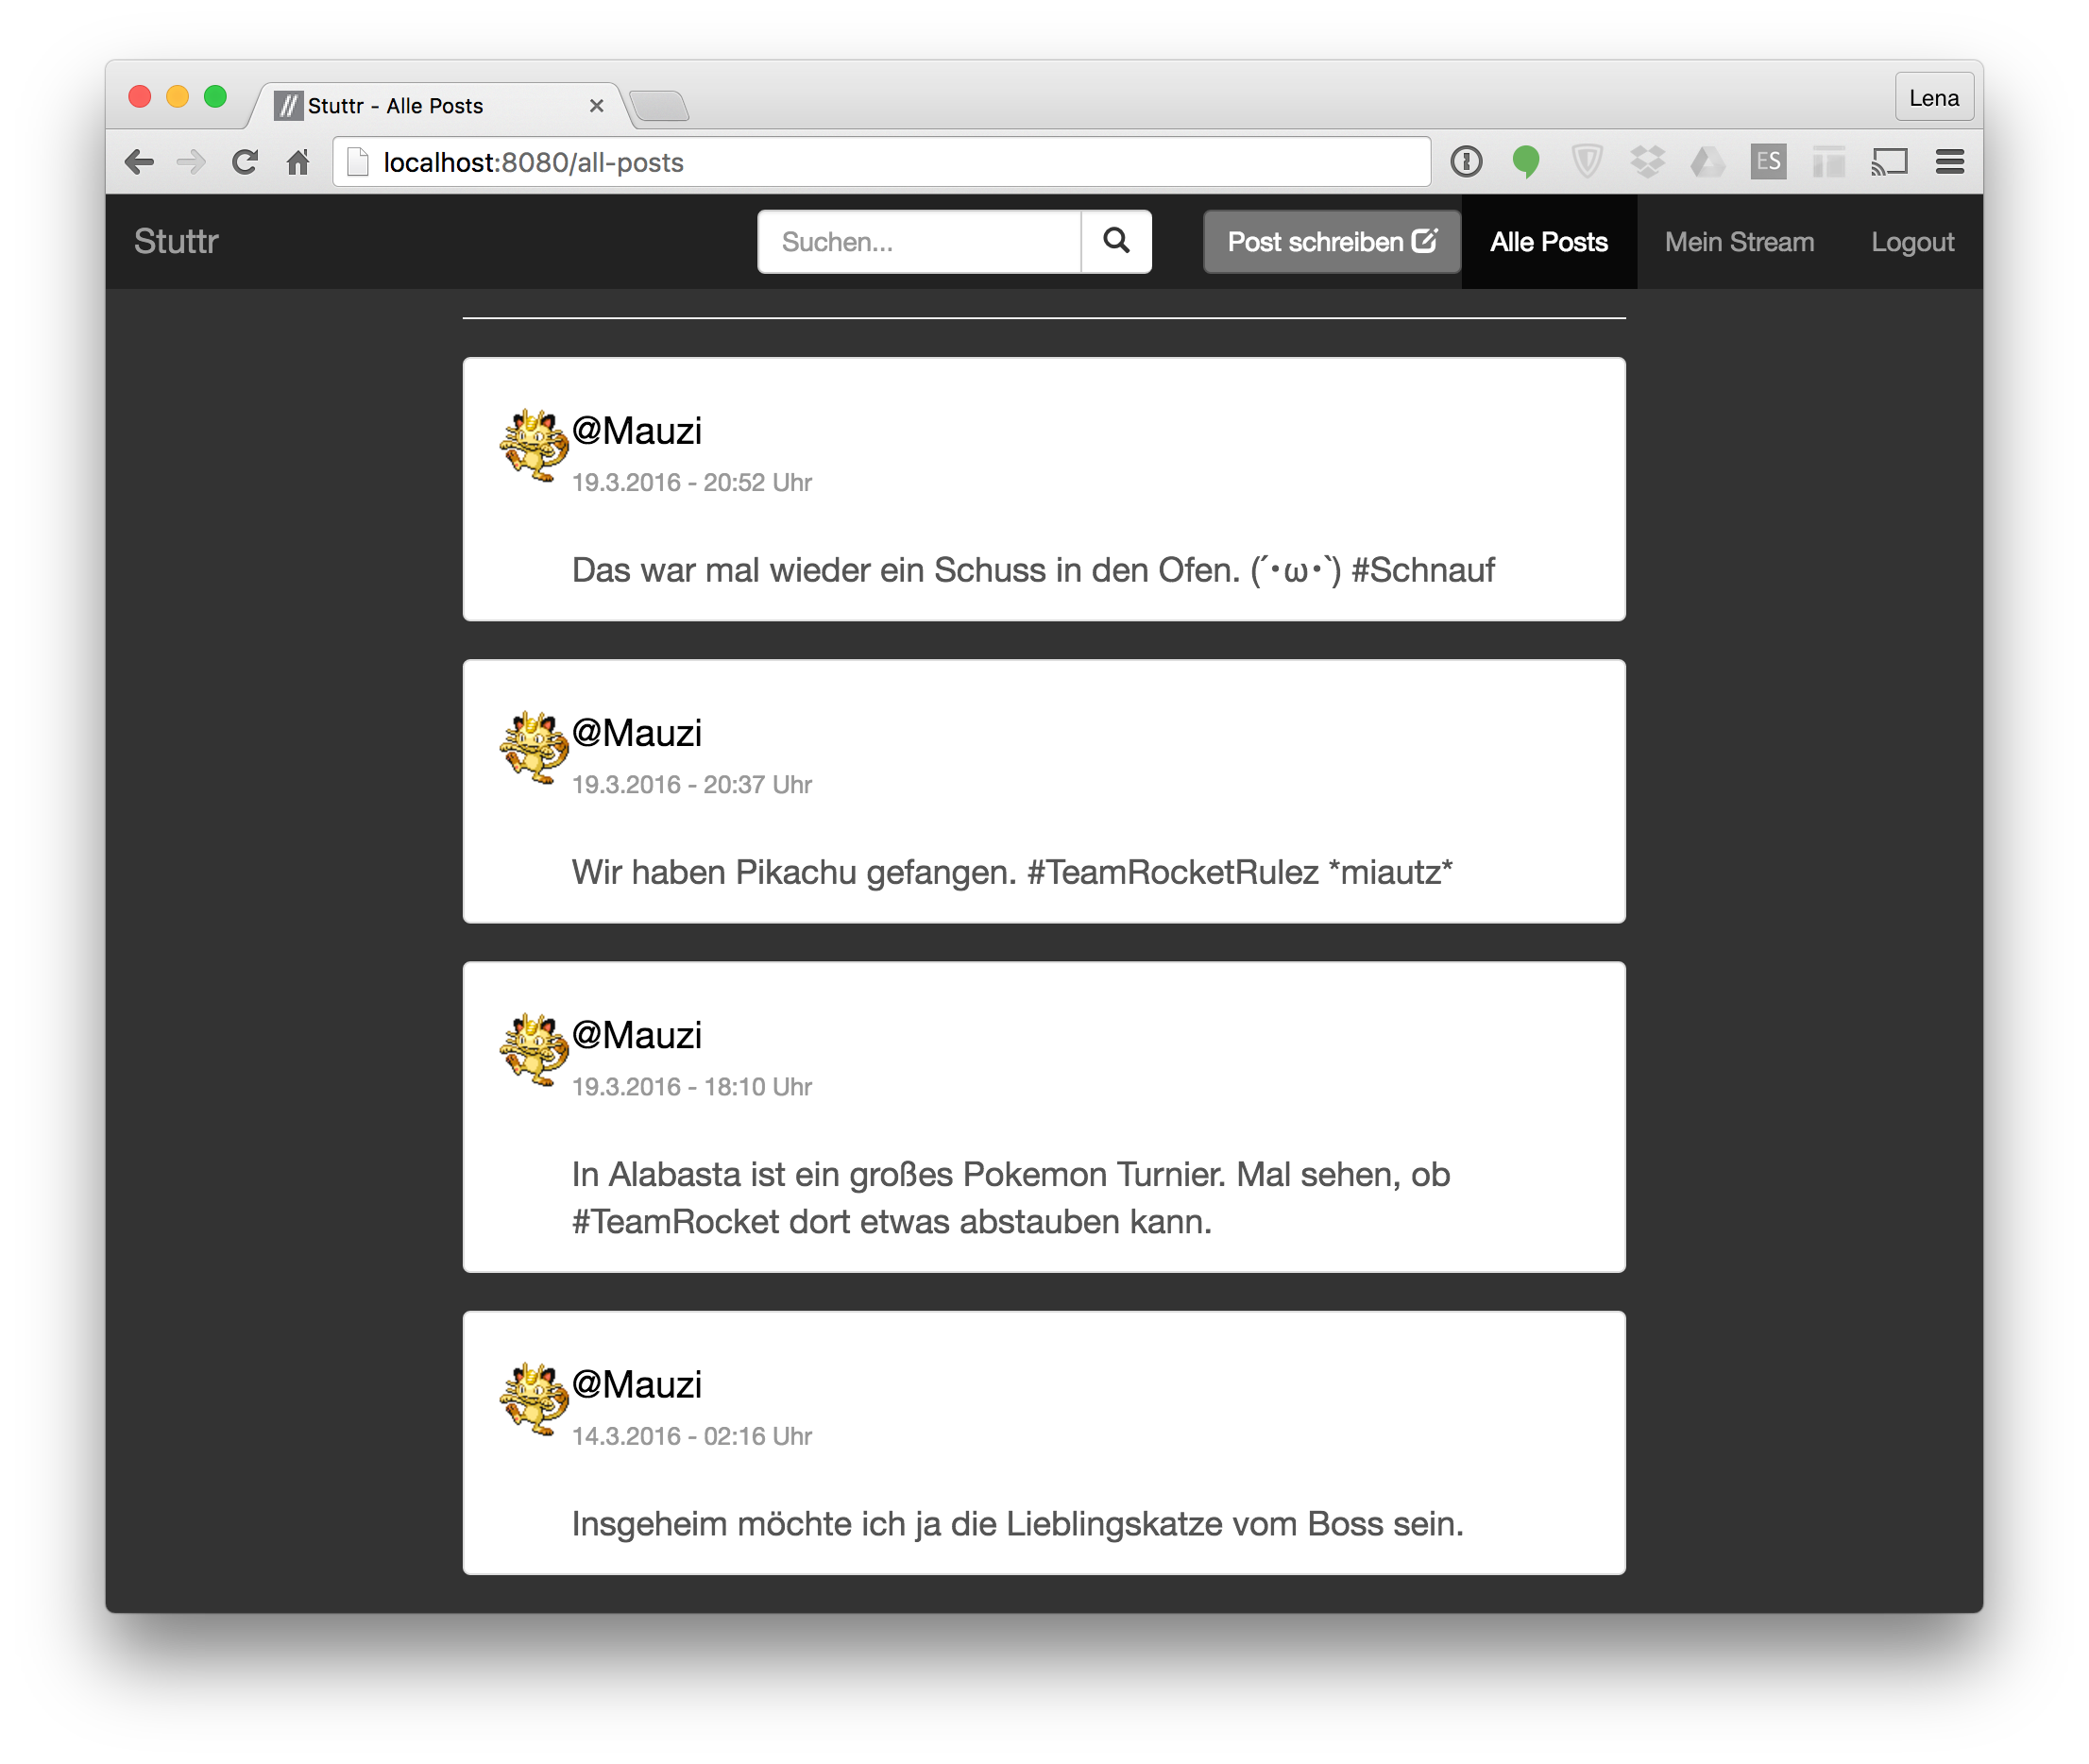 Stuttr - Alle Posts
Lena
localhost:8080/all-posts
ES
Stuttr
Suchen...
Post schreiben
Alle Posts
Mein Stream
Logout
@Mauzi
19.3.2016 - 20:52 Uhr
Das war mal wieder ein Schuss in den Ofen. (´･ω･`) #Schnauf
@Mauzi
19.3.2016 - 20:37 Uhr
Wir haben Pikachu gefangen. #TeamRocketRulez *miautz*
@Mauzi
19.3.2016 - 18:10 Uhr
In Alabasta ist ein großes Pokemon Turnier. Mal sehen, ob
#TeamRocket dort etwas abstauben kann.
@Mauzi
14.3.2016 - 02:16 Uhr
Insgeheim möchte ich ja die Lieblingskatze vom Boss sein.